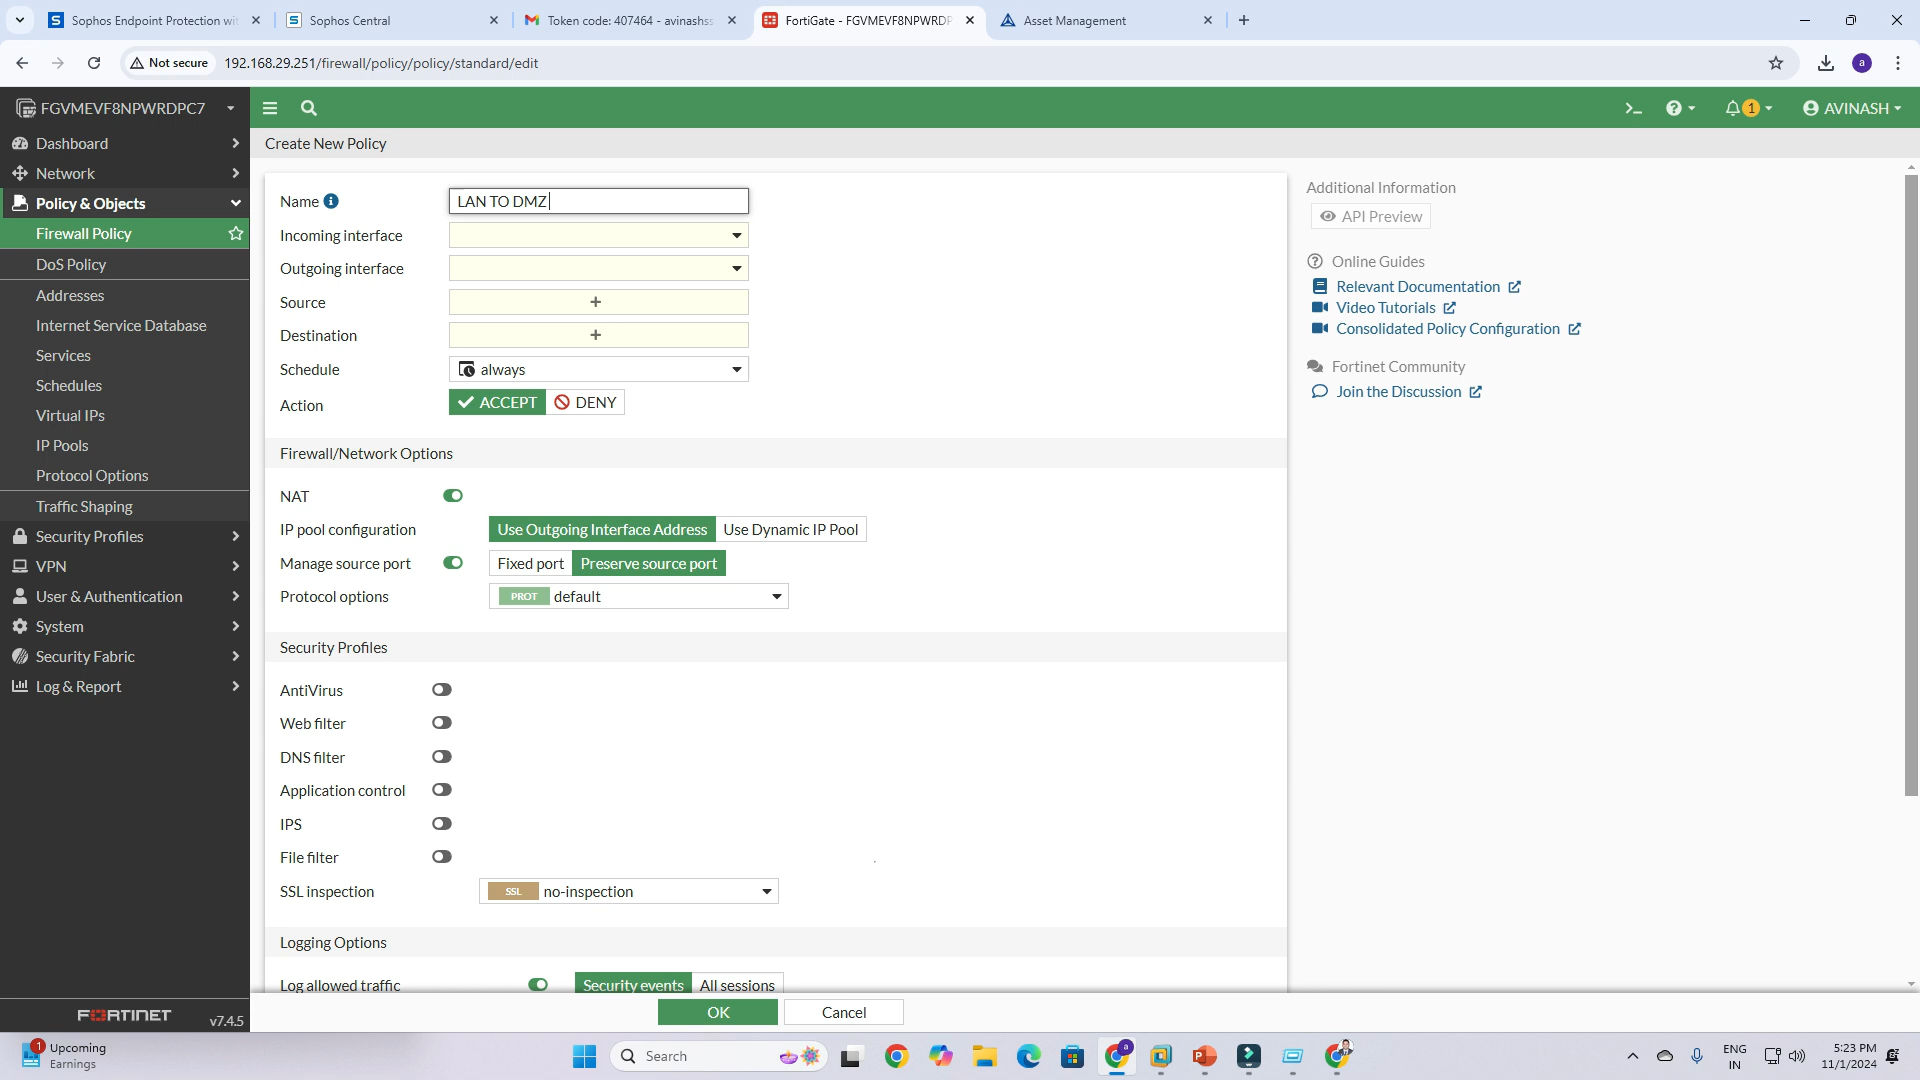 Sophos Endpoint Protection wit
Sophos Central
Token code: 407464 - avinashss
FortiGate - FGVMEVF8NPWRDP
Asset Management
Not secure
192.168.29.251/firewall/policy/policy/standard/edit
a
FGVMEVF8NPWRDPC7
1
AVINASH
Dashboard
Network
Policy & Objects
Firewall Policy
DoS Policy
Addresses
Internet Service Database
Services
Schedules
Virtual IPs
IP Pools
Protocol Options
Traffic Shaping
Security Profiles
VPN
User & Authentication
System
Security Fabric
Log & Report
FORTINET
v7.4.5
Create New Policy
Name
LAN TO DMZ
Incoming interface
Outgoing interface
Source
Destination
Schedule
always
Action
ACCEPT
DENY
Firewall/Network Options
NAT
IP pool configuration
Use Outgoing Interface Address
Use Dynamic IP Pool
Manage source port
Fixed port
Preserve source port
Protocol options
PROT default
Security Profiles
AntiVirus
Web filter
DNS filter
Application control
IPS
File filter
SSL inspection
SSL no-inspection
Logging Options
Log allowed traffic
Security events
All sessions
OK
Cancel
Additional Information
API Preview
Online Guides
Relevant Documentation
Video Tutorials
Consolidated Policy Configuration
Fortinet Community
Join the Discussion
1
Upcoming
Earnings
Search
a
ENG
IN
5:23 PM
11/1/2024